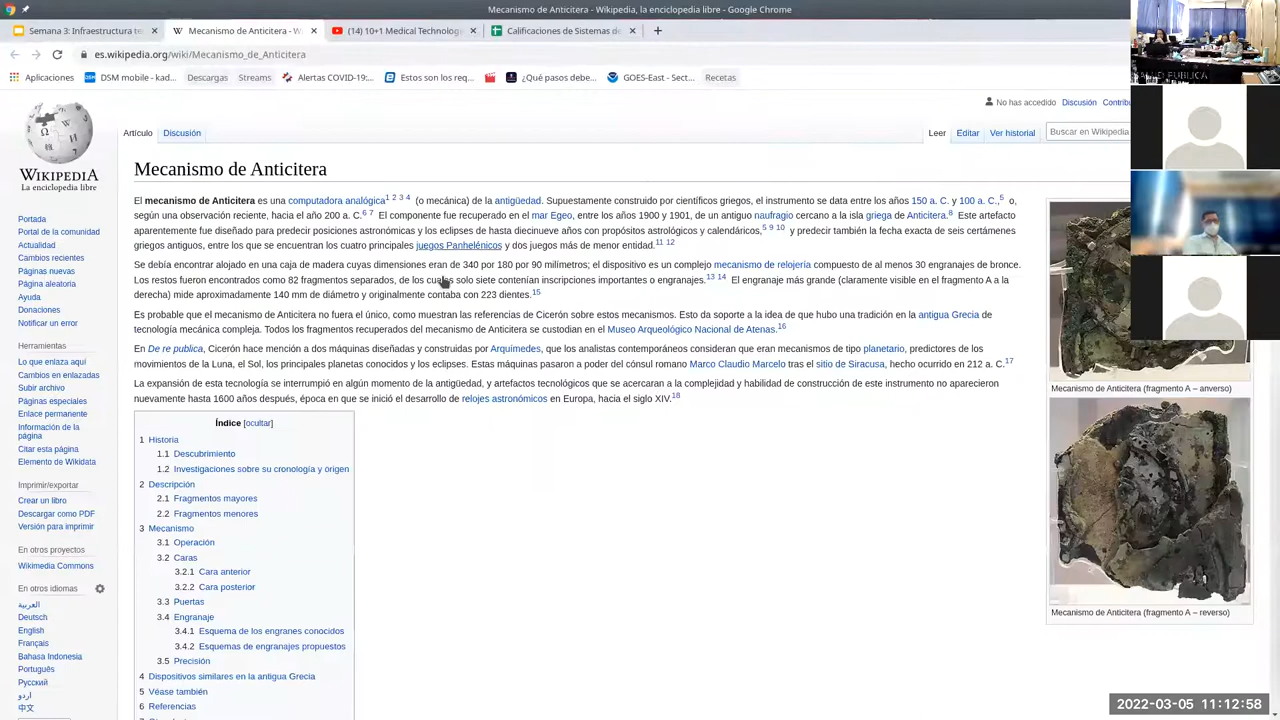 Mecanismo de Anticitera - Wikipedia, la enciclopedia libre - Google Chrome
Semana 3: Infraestructura te
Mecanismo de Anticitera - W
(14) 10+1 Medical Technolog
Calificaciones de Sistemas de
es.wikipedia.org/wiki/Mecanismo_de_Anticitera
Aplicaciones
DSM mobile - kad...
Descargas
Streams
Alertas COVID-19:...
Estos son los req...
¿Qué pasos debe...
GOES-East - Sect...
Recetas
SALUD PUBLICA
No has accedido Discusión Contribu
WIKIPEDIA
La enciclopedia libre
Artículo Discusión
Leer Editar Ver historial
Buscar en Wikipedia
Portada
Portal de la comunidad
Actualidad
Cambios recientes
Páginas nuevas
Página aleatoria
Ayuda
Donaciones
Notificar un error
Herramientas
Lo que enlaza aquí
Cambios en enlazadas
Subir archivo
Páginas especiales
Enlace permanente
Información de la
página
Citar esta página
Elemento de Wikidata
Imprimir/exportar
Crear un libro
Descargar como PDF
Versión para imprimir
En otros proyectos
Wikimedia Commons
En otros idiomas
العربية
Deutsch
English
Français
Bahasa Indonesia
Português
Русский
اردو
中文
Mecanismo de Anticitera
El mecanismo de Anticitera es una computadora analógica1 2 3 4 (o mecánica) de la antigüedad. Supuestamente construido por científicos griegos, el instrumento se data entre los años 150 a. C. y 100 a. C.,5 o,
según una observación reciente, hacia el año 200 a. C.6 7 El componente fue recuperado en el mar Egeo, entre los años 1900 y 1901, de un antiguo naufragio cercano a la isla griega de Anticitera.8 Este artefacto
aparentemente fue diseñado para predecir posiciones astronómicas y los eclipses de hasta diecinueve años con propósitos astrológicos y calendáricos,5 9 10 y predecir también la fecha exacta de seis certámenes
griegos antiguos, entre los que se encuentran los cuatro principales juegos Panhelénicos y dos juegos más de menor entidad.11 12
Se debía encontrar alojado en una caja de madera cuyas dimensiones eran de 340 por 180 por 90 milímetros; el dispositivo es un complejo mecanismo de relojería compuesto de al menos 30 engranajes de bronce.
Los restos fueron encontrados como 82 fragmentos separados, de los cuales solo siete contenían inscripciones importantes o engranajes.13 14 El engranaje más grande (claramente visible en el fragmento A a la
derecha) mide aproximadamente 140 mm de diámetro y originalmente contaba con 223 dientes.15
Es probable que el mecanismo de Anticitera no fuera el único, como muestran las referencias de Cicerón sobre estos mecanismos. Esto da soporte a la idea de que hubo una tradición en la antigua Grecia de
tecnología mecánica compleja. Todos los fragmentos recuperados del mecanismo de Anticitera se custodian en el Museo Arqueológico Nacional de Atenas.16
En De re publica, Cicerón hace mención a dos máquinas diseñadas y construidas por Arquímedes, que los analistas contemporáneos consideran que eran mecanismos de tipo planetario, predictores de los
movimientos de la Luna, el Sol, los principales planetas conocidos y los eclipses. Estas máquinas pasaron a poder del cónsul romano Marco Claudio Marcelo tras el sitio de Siracusa, hecho ocurrido en 212 a. C.17
La expansión de esta tecnología se interrumpió en algún momento de la antigüedad, y artefactos tecnológicos que se acercaran a la complejidad y habilidad de construcción de este instrumento no aparecieron
nuevamente hasta 1600 años después, época en que se inició el desarrollo de relojes astronómicos en Europa, hacia el siglo XIV.18
Índice [ocultar]
1 Historia
1.1 Descubrimiento
1.2 Investigaciones sobre su cronología y origen
2 Descripción
2.1 Fragmentos mayores
2.2 Fragmentos menores
3 Mecanismo
3.1 Operación
3.2 Caras
3.2.1 Cara anterior
3.2.2 Cara posterior
3.3 Puertas
3.4 Engranaje
3.4.1 Esquema de los engranes conocidos
3.4.2 Esquemas de engranajes propuestos
3.5 Precisión
4 Dispositivos similares en la antigua Grecia
5 Véase también
6 Referencias
Mecanismo de Anticitera (fragmento A – anverso)
Mecanismo de Anticitera (fragmento A – reverso)
2022-03-05 11:12:58